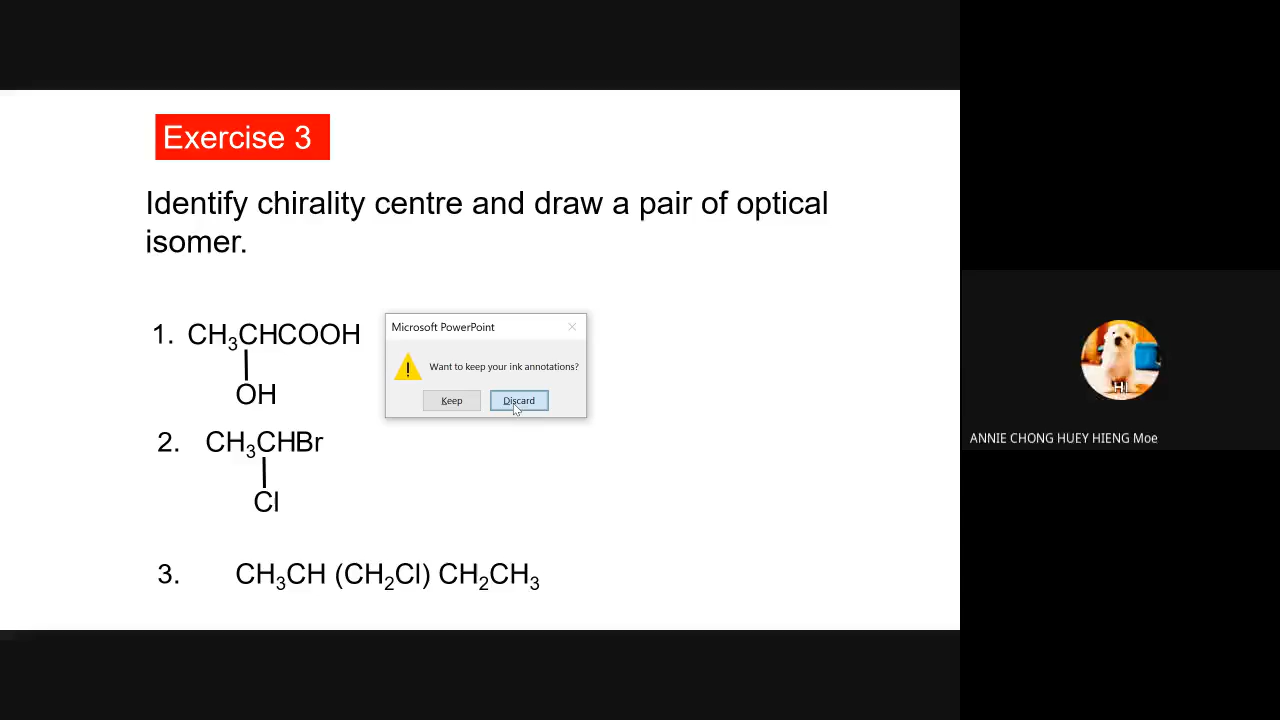 Exercise 3
Identify chirality centre and draw a pair of optical
isomer.
1. CH₃CHCOOH
OH
Microsoft PowerPoint
Want to keep your ink annotations?
Keep Discard
2. CH₃CHBr
Cl
3. CH₃CH (CH₂Cl) CH₂CH₃
HI
ANNIE CHONG HUEY HIENG Moe